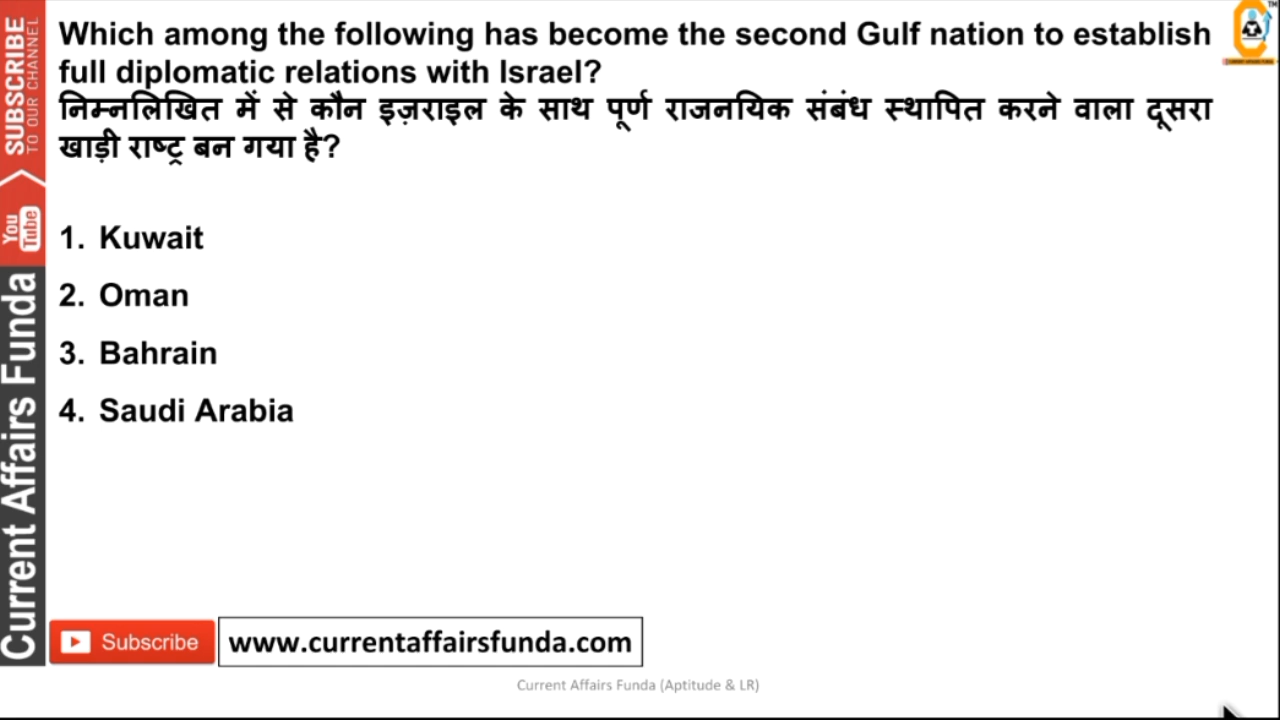 Which among the following has become the second Gulf nation to establish
full diplomatic relations with Israel?
निम्नलिखित में से कौन इज़राइल के साथ पूर्ण राजनयिक संबंध स्थापित करने वाला दूसरा
खाड़ी राष्ट्र बन गया है?
1. Kuwait
2. Oman
3. Bahrain
4. Saudi Arabia
SUBSCRIBE
TO OUR CHANNEL
You
Tube
Current Affairs Funda
Subscribe
www.currentaffairsfunda.com
Current Affairs Funda (Aptitude & LR)
TM